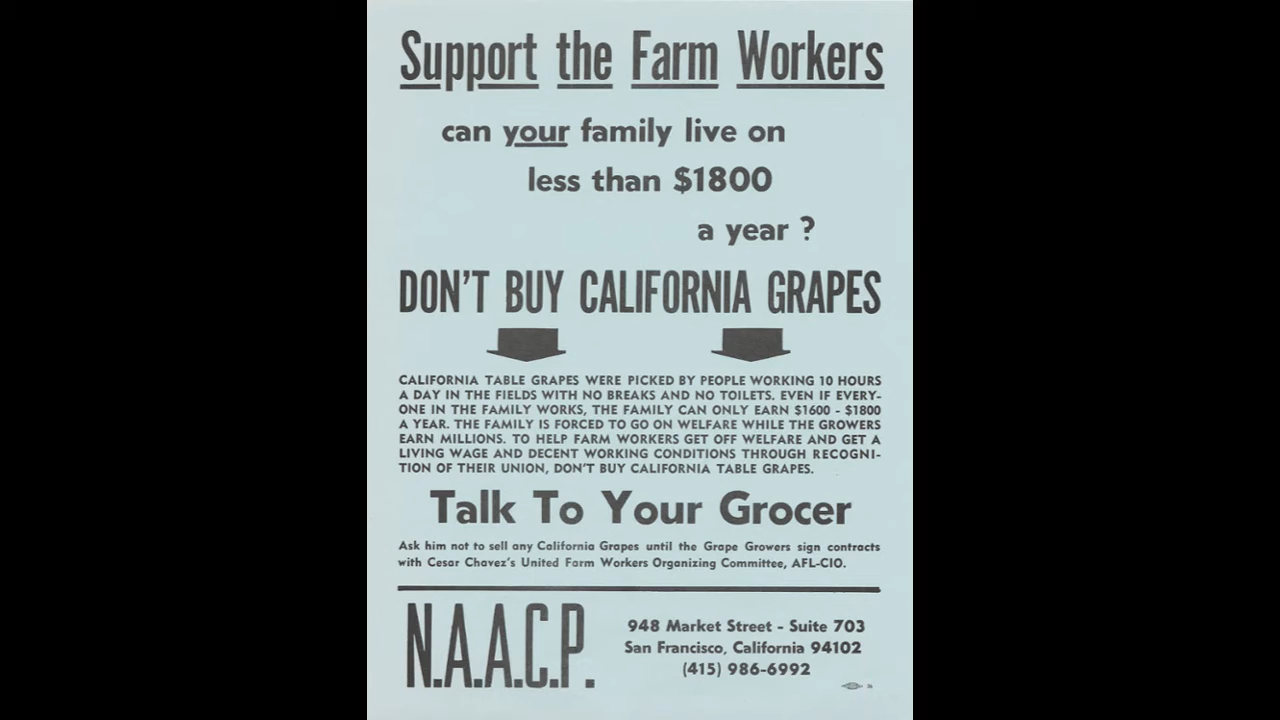 Support the Farm Workers
can your family live on
less than $1800
a year ?
DON'T BUY CALIFORNIA GRAPES
CALIFORNIA TABLE GRAPES WERE PICKED BY PEOPLE WORKING 10 HOURS
A DAY IN THE FIELDS WITH NO BREAKS AND NO TOILETS. EVEN IF EVERY-
ONE IN THE FAMILY WORKS, THE FAMILY CAN ONLY EARN $1600 - $1800
A YEAR. THE FAMILY IS FORCED TO GO ON WELFARE WHILE THE GROWERS
EARN MILLIONS. TO HELP FARM WORKERS GET OFF WELFARE AND GET A
LIVING WAGE AND DECENT WORKING CONDITIONS THROUGH RECOGNI-
TION OF THEIR UNION, DON'T BUY CALIFORNIA TABLE GRAPES.
Talk To Your Grocer
Ask him not to sell any California Grapes until the Grape Growers sign contracts
with Cesar Chavez's United Farm Workers Organizing Committee, AFL-CIO.
N.A.A.C.P.
948 Market Street - Suite 703
San Francisco, California 94102
(415) 986-6992